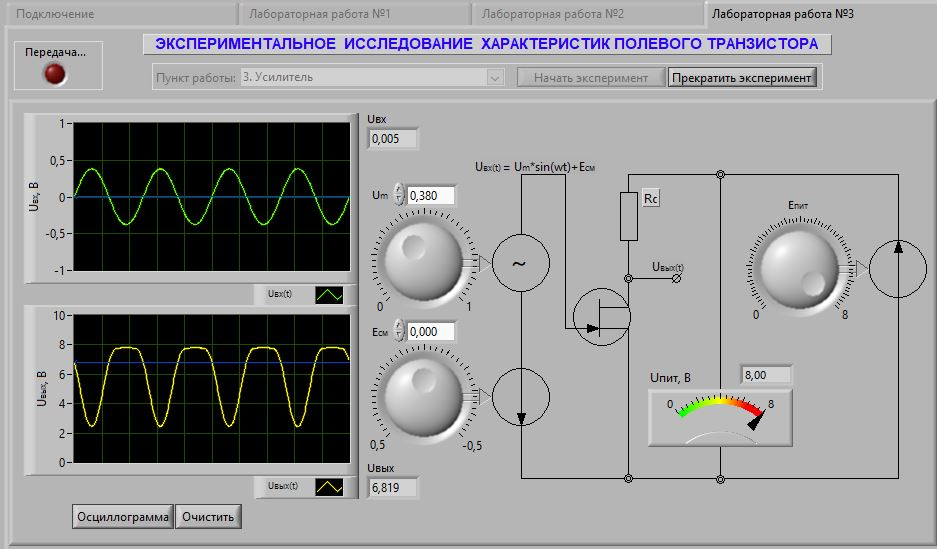 Подключение
Лабораторная работа №1
Лабораторная работа №2
Лабораторная работа №3
Передача...
ЭКСПЕРИМЕНТАЛЬНОЕ ИССЛЕДОВАНИЕ ХАРАКТЕРИСТИК ПОЛЕВОГО ТРАНЗИСТОРА
Пункт работы: 3. Усилитель
Начать эксперимент
Прекратить эксперимент
1
0,5
0
-0,5
-1
Uвх, В
Uвх(t)
Uвх
0,005
Uвх(t) = Um*sin(wt)+Eсм
Um 0,380
0 1
~
Rc
Uвых(t)
Eпит
0 8
10
8
6
4
2
0
Uвых, В
Uвых(t)
Eсм 0,000
0,5 -0,5
Uвых
6,819
Uпит, В 8,00
0 8
Осциллограмма
Очистить